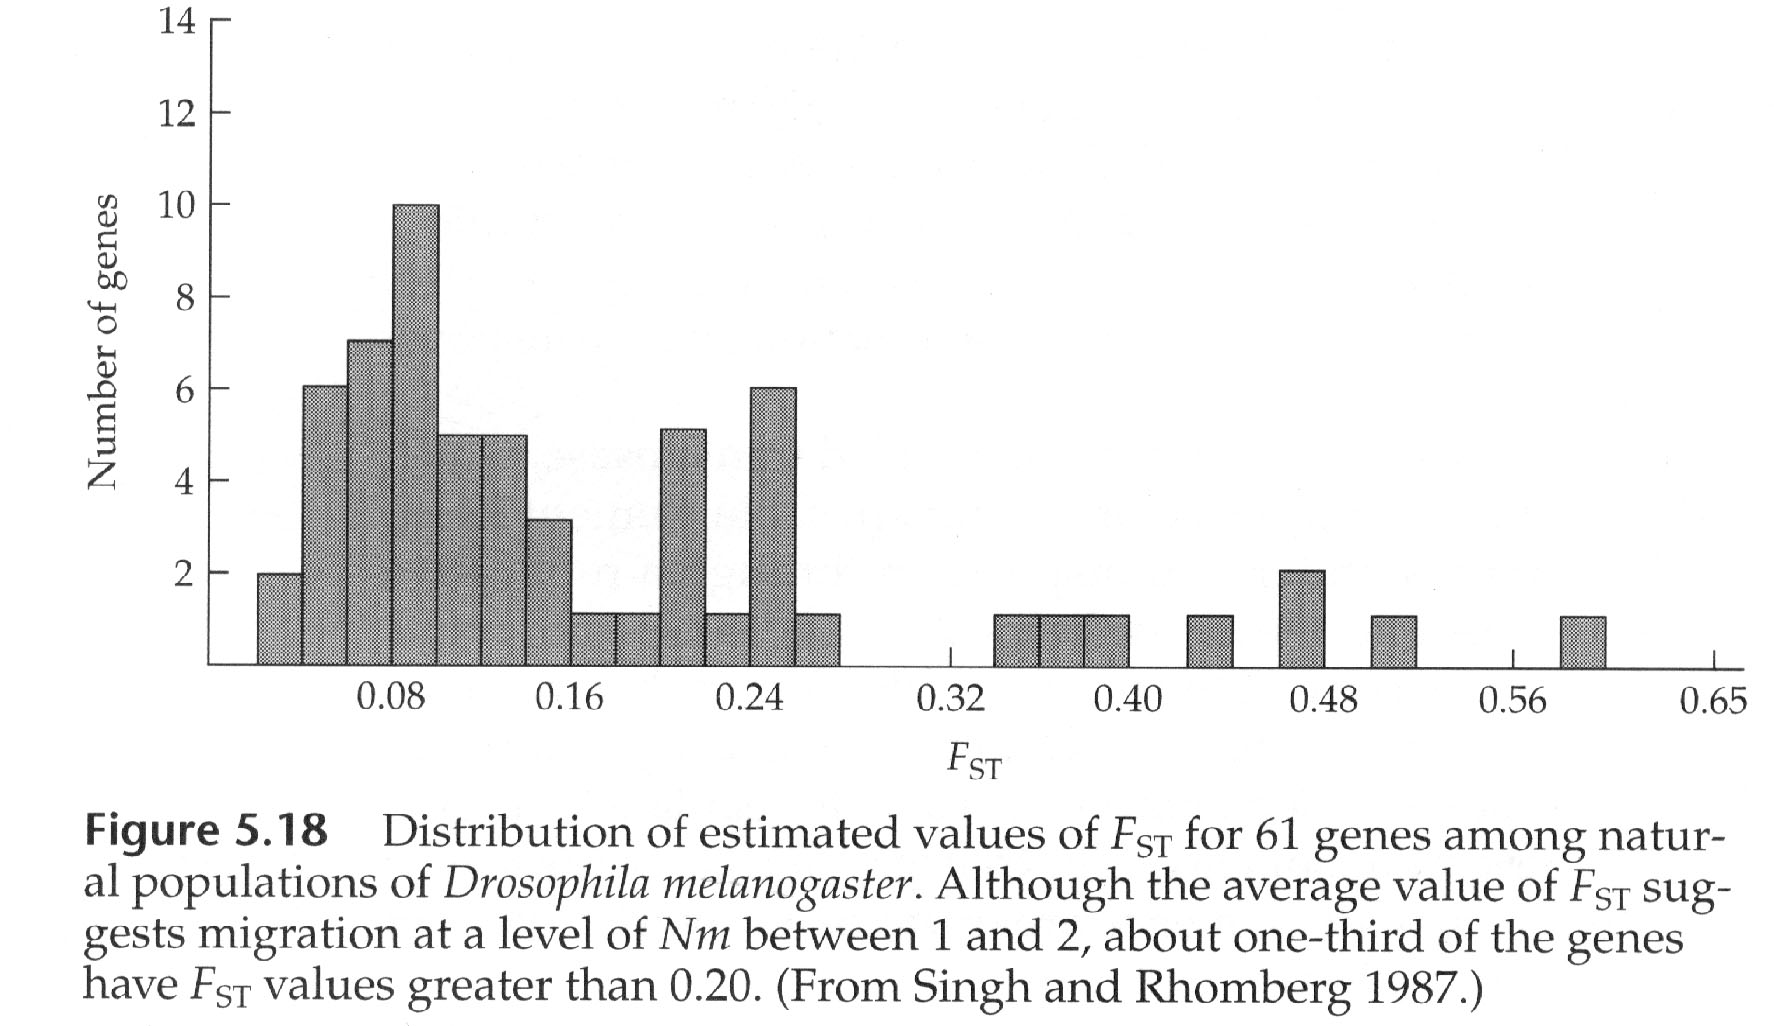 14
12
10
8
6
4
2
Number of genes
0.08 0.16 0.24 0.32 0.40 0.48 0.56 0.65
FST
Figure 5.18 Distribution of estimated values of FST for 61 genes among natur-
al populations of Drosophila melanogaster. Although the average value of FST sug-
gests migration at a level of Nm between 1 and 2, about one-third of the genes
have FST values greater than 0.20. (From Singh and Rhomberg 1987.)